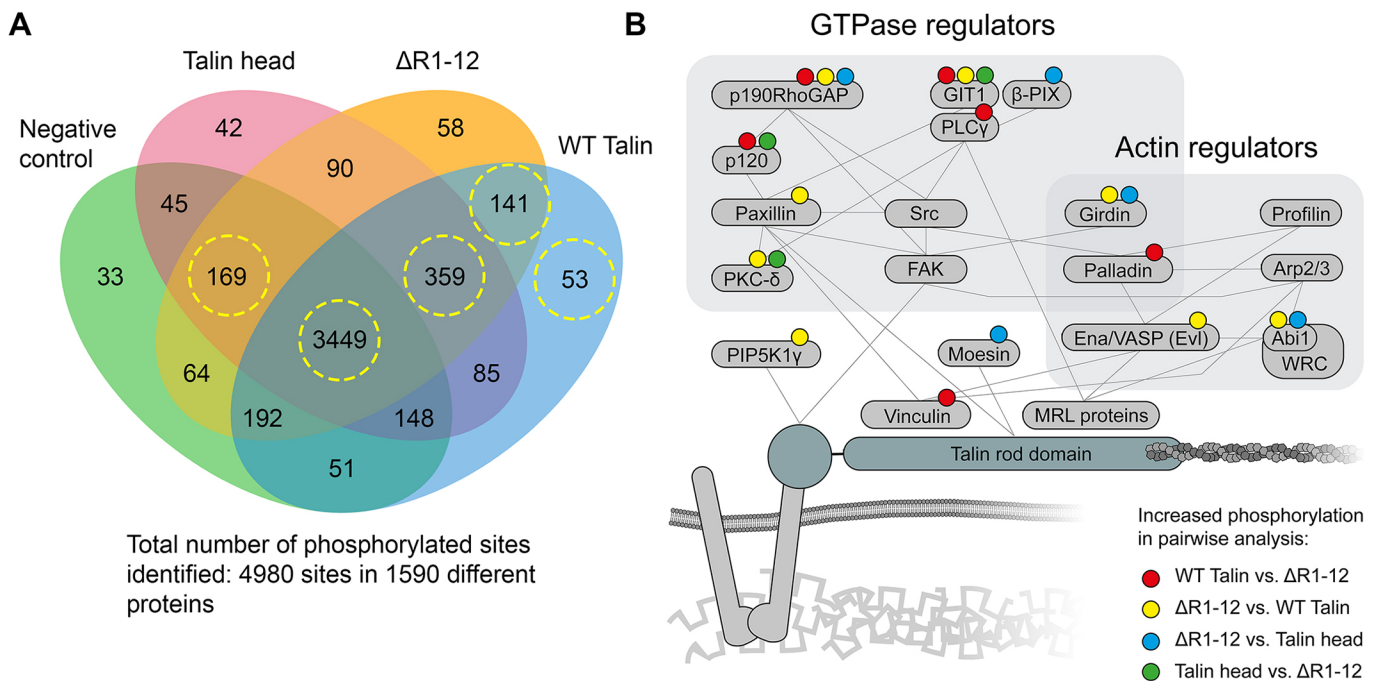 A
Talin head
ΔR1-12
Negative
control
WT Talin
42
58
90
45
141
33
169
359
53
3449
64
85
192
148
51
Total number of phosphorylated sites
identified: 4980 sites in 1590 different
proteins
B
GTPase regulators
p190RhoGAP
GIT1
β-PIX
PLCγ
p120
Actin regulators
Paxillin
Src
Girdin
Profilin
PKC-δ
FAK
Palladin
Arp2/3
PIP5K1γ
Moesin
Ena/VASP (Evl)
Abi1
WRC
Vinculin
MRL proteins
Talin rod domain
Increased phosphorylation
in pairwise analysis:
WT Talin vs. ΔR1-12
ΔR1-12 vs. WT Talin
ΔR1-12 vs. Talin head
Talin head vs. ΔR1-12